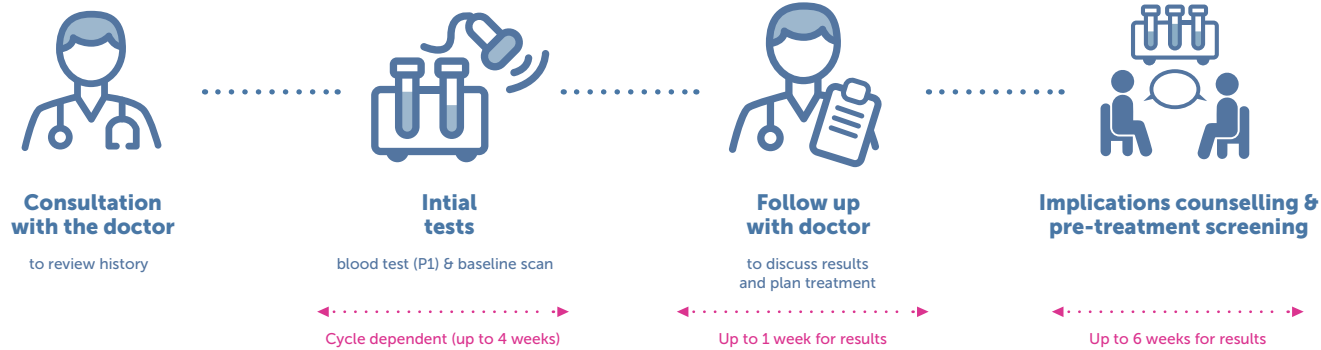 Consultation
with the doctor
to review history
Intial
tests
blood test (P1) & baseline scan
Cycle dependent (up to 4 weeks)
Follow up
with doctor
to discuss results
and plan treatment
Up to 1 week for results
Implications counselling &
pre-treatment screening
Up to 6 weeks for results